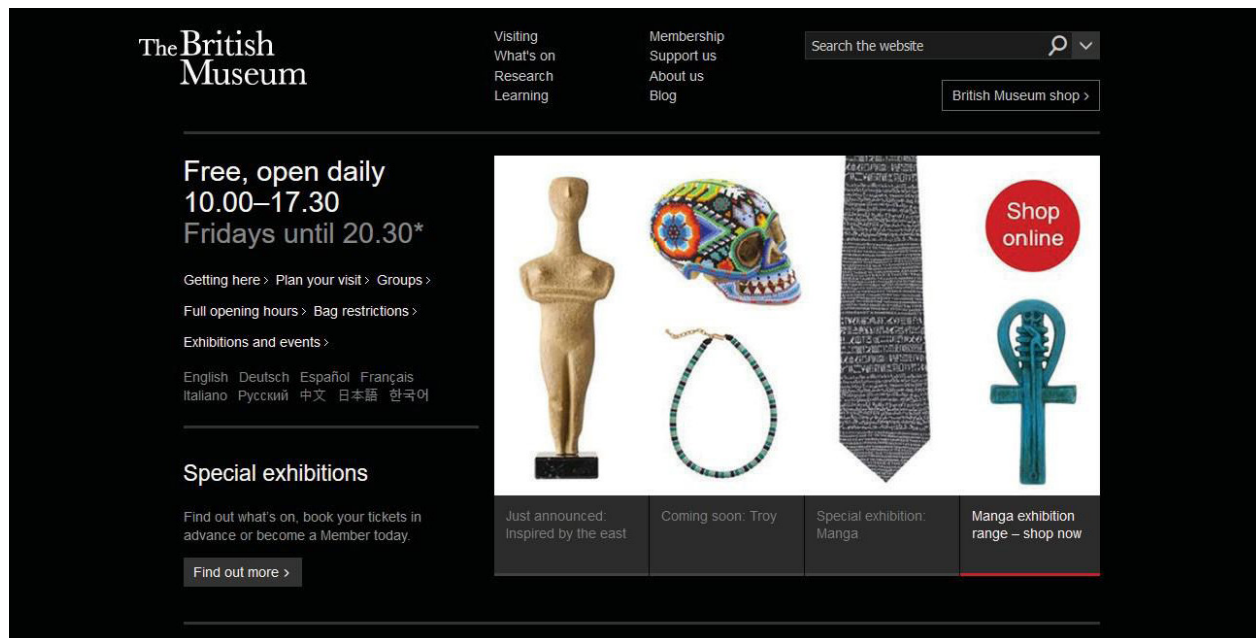 The British
Museum
Visiting
What's on
Research
Learning
Membership
Support us
About us
Blog
Search the website
British Museum shop ›
Free, open daily
10.00–17.30
Fridays until 20.30*
Getting here › Plan your visit › Groups ›
Full opening hours › Bag restrictions ›
Exhibitions and events ›
English Deutsch Español Français
Italiano Русский 中文 日本語 한국어
Special exhibitions
Find out what's on, book your tickets in
advance or become a Member today.
Find out more ›
Shop
online
Just announced:
Inspired by the east
Coming soon: Troy
Special exhibition:
Manga
Manga exhibition
range – shop now